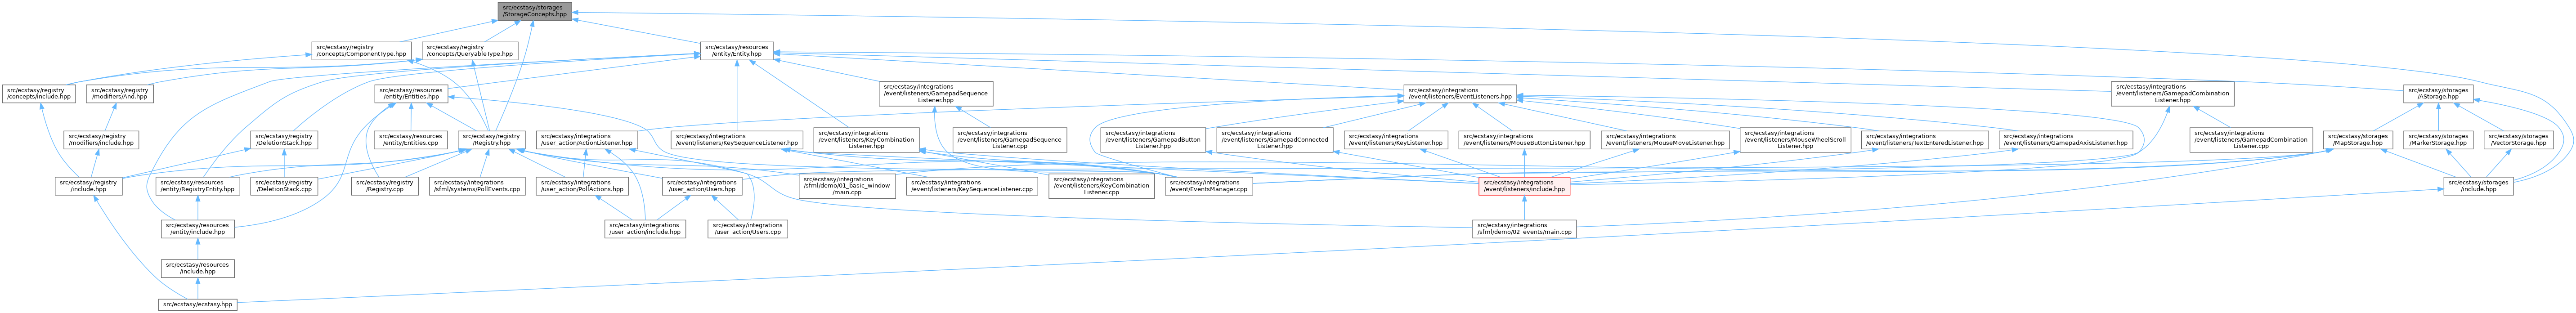 src/ecstasy/storages
/StorageConcepts.hpp
src/ecstasy/registry
/concepts/ComponentType.hpp
src/ecstasy/registry
/concepts/QueryableType.hpp
src/ecstasy/resources
entity/Entity.hpp
src/ecstasy/registry
/concepts/include.hpp
src/ecstasy/registry
/modifiers/And.hpp
src/ecstasy/resources
entity/Entities.hpp
src/ecstasy/integrations
/event/listeners/GamepadSequence
Listener.hpp
src/ecstasy/integrations
/event/listeners/EventListeners.hpp
src/ecstasy/integrations
/event/listeners/GamepadCombination
Listener.hpp
src/ecstasy/storages
/AStorage.hpp
src/ecstasy/registry
/modifiers/include.hpp
src/ecstasy/registry
/DeletionStack.hpp
src/ecstasy/resources
entity/Entities.cpp
src/ecstasy/registry
/Registry.hpp
src/ecstasy/integrations
/user_action/ActionListener.hpp
src/ecstasy/integrations
/event/listeners/KeySequenceListener.hpp
src/ecstasy/integrations
/event/listeners/KeyCombination
Listener.hpp
src/ecstasy/integrations
/event/listeners/GamepadSequence
Listener.cpp
src/ecstasy/integrations
/event/listeners/GamepadButton
Listener.hpp
src/ecstasy/integrations
/event/listeners/GamepadConnected
Listener.hpp
src/ecstasy/integrations
/event/listeners/KeyListener.hpp
src/ecstasy/integrations
/event/listeners/MouseButtonListener.hpp
src/ecstasy/integrations
/event/listeners/MouseMoveListener.hpp
src/ecstasy/integrations
/event/listeners/MouseWheelScroll
Listener.hpp
src/ecstasy/integrations
/event/listeners/TextEnteredListener.hpp
src/ecstasy/integrations
/event/listeners/GamepadAxisListener.hpp
src/ecstasy/integrations
/event/listeners/GamepadCombination
Listener.cpp
src/ecstasy/storages
/MapStorage.hpp
src/ecstasy/storages
/MarkerStorage.hpp
src/ecstasy/storages
/VectorStorage.hpp
src/ecstasy/registry
/include.hpp
src/ecstasy/resources
/entity/RegistryEntity.hpp
src/ecstasy/registry
/DeletionStack.cpp
src/ecstasy/registry
/Registry.cpp
src/ecstasy/integrations
/sfml/systems/PollEvents.cpp
src/ecstasy/integrations
/user_action/PollActions.hpp
src/ecstasy/integrations
/user_action/Users.hpp
src/ecstasy/integrations
/sfml/demo/01_basic_window
/main.cpp
src/ecstasy/integrations
/event/listeners/KeySequenceListener.cpp
src/ecstasy/integrations
/event/listeners/KeyCombination
Listener.cpp
src/ecstasy/integrations
/event/EventsManager.cpp
src/ecstasy/integrations
/event/listeners/include.hpp
src/ecstasy/storages
/include.hpp
src/ecstasy/resources
/entity/include.hpp
src/ecstasy/integrations
/user_action/include.hpp
src/ecstasy/integrations
/user_action/Users.cpp
src/ecstasy/integrations
/sfml/demo/02_events/main.cpp
src/ecstasy/resources
/include.hpp
src/ecstasy/ecstasy.hpp